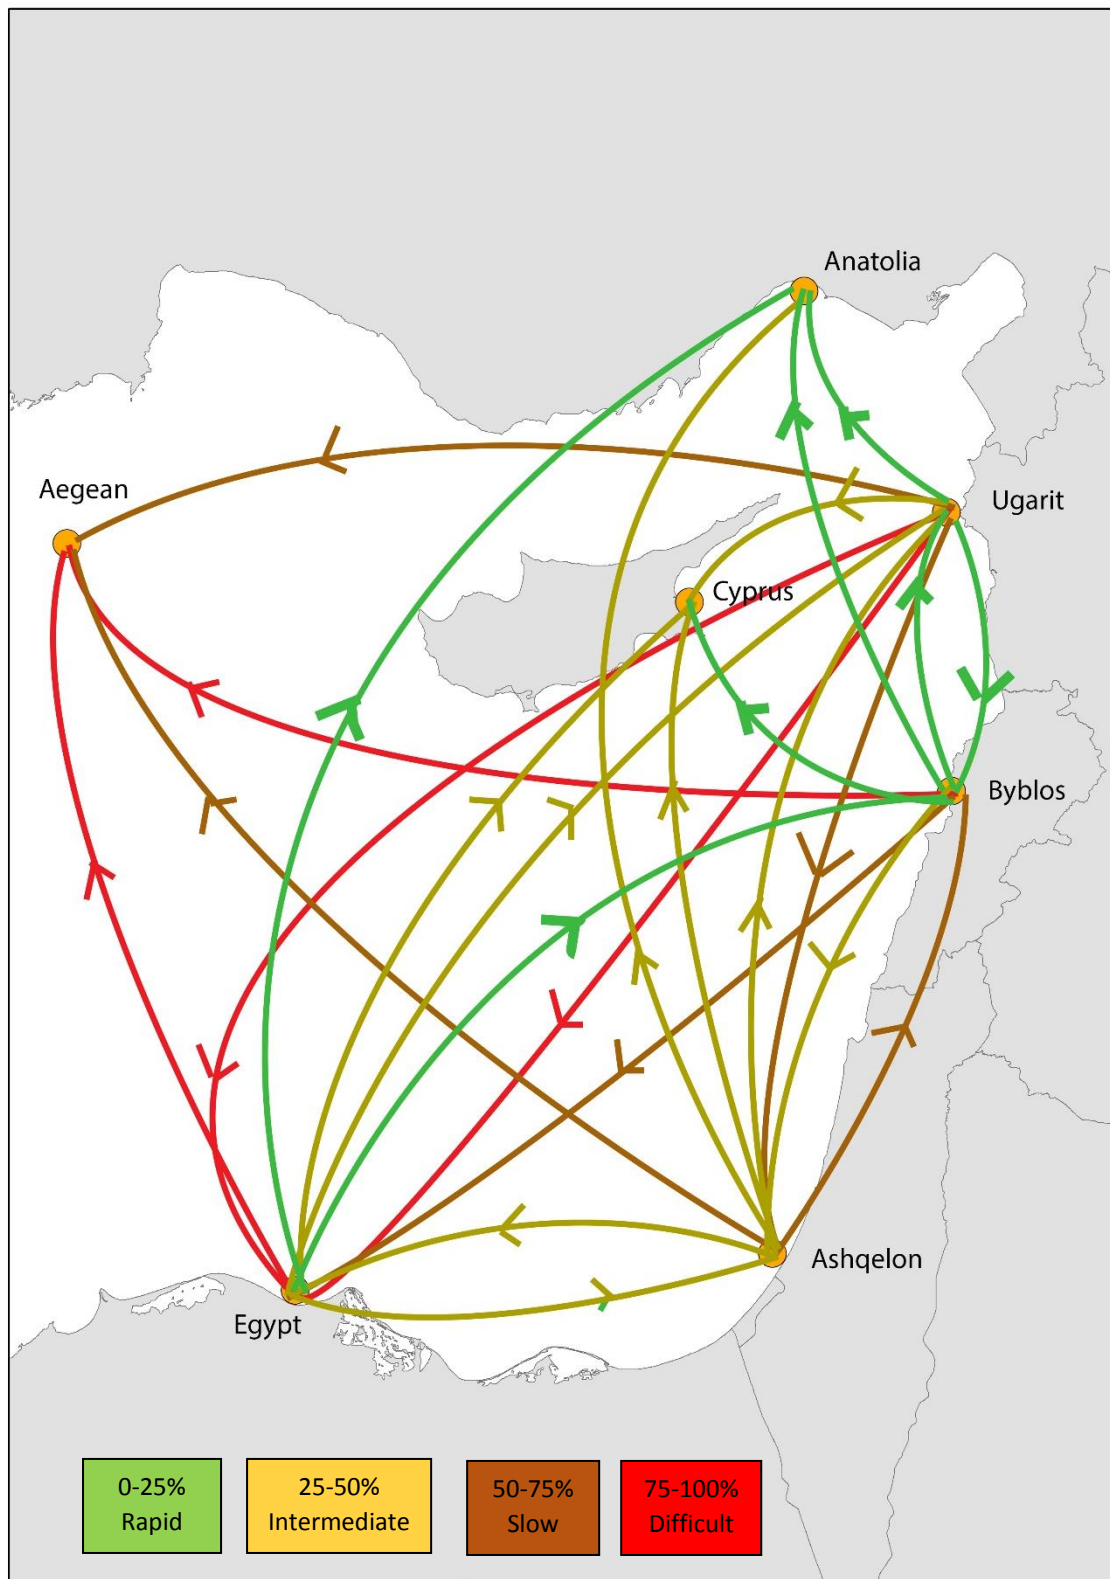 Anatolia
Aegean
Ugarit
Cyprus
Byblos
Ashqelon
Egypt
0-25%
Rapid
25-50%
Intermediate
50-75%
Slow
75-100%
Difficult